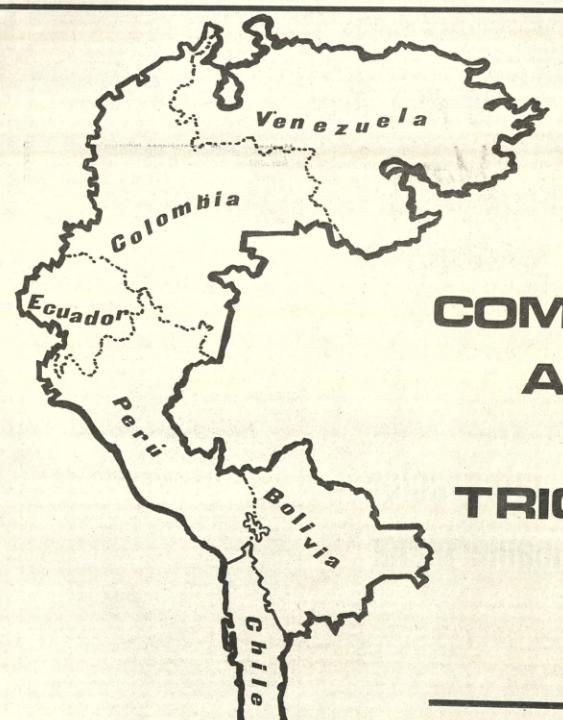 Venezuela
Colombia
Ecuador
COM
A
Perú
TRIC
Bolivia
Chile